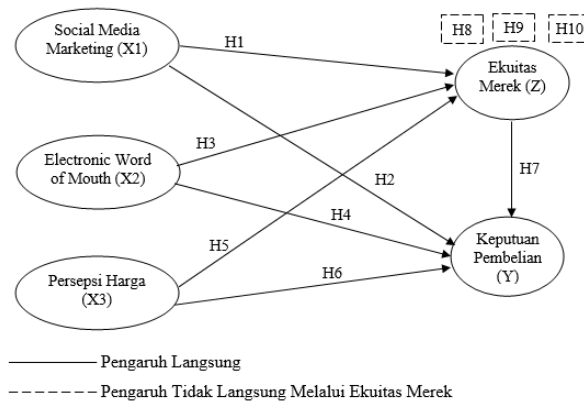 Social Media
Marketing (X1)
H1
H8
H9
H10
Ekuitas
Merek (Z)
H3
Electronic Word
of Mouth (X2)
H2
H7
H4
H5
Keputuan
Pembelian
(Y)
H6
Persepsi Harga
(X3)
Pengaruh Langsung
Pengaruh Tidak Langsung Melalui Ekuitas Merek